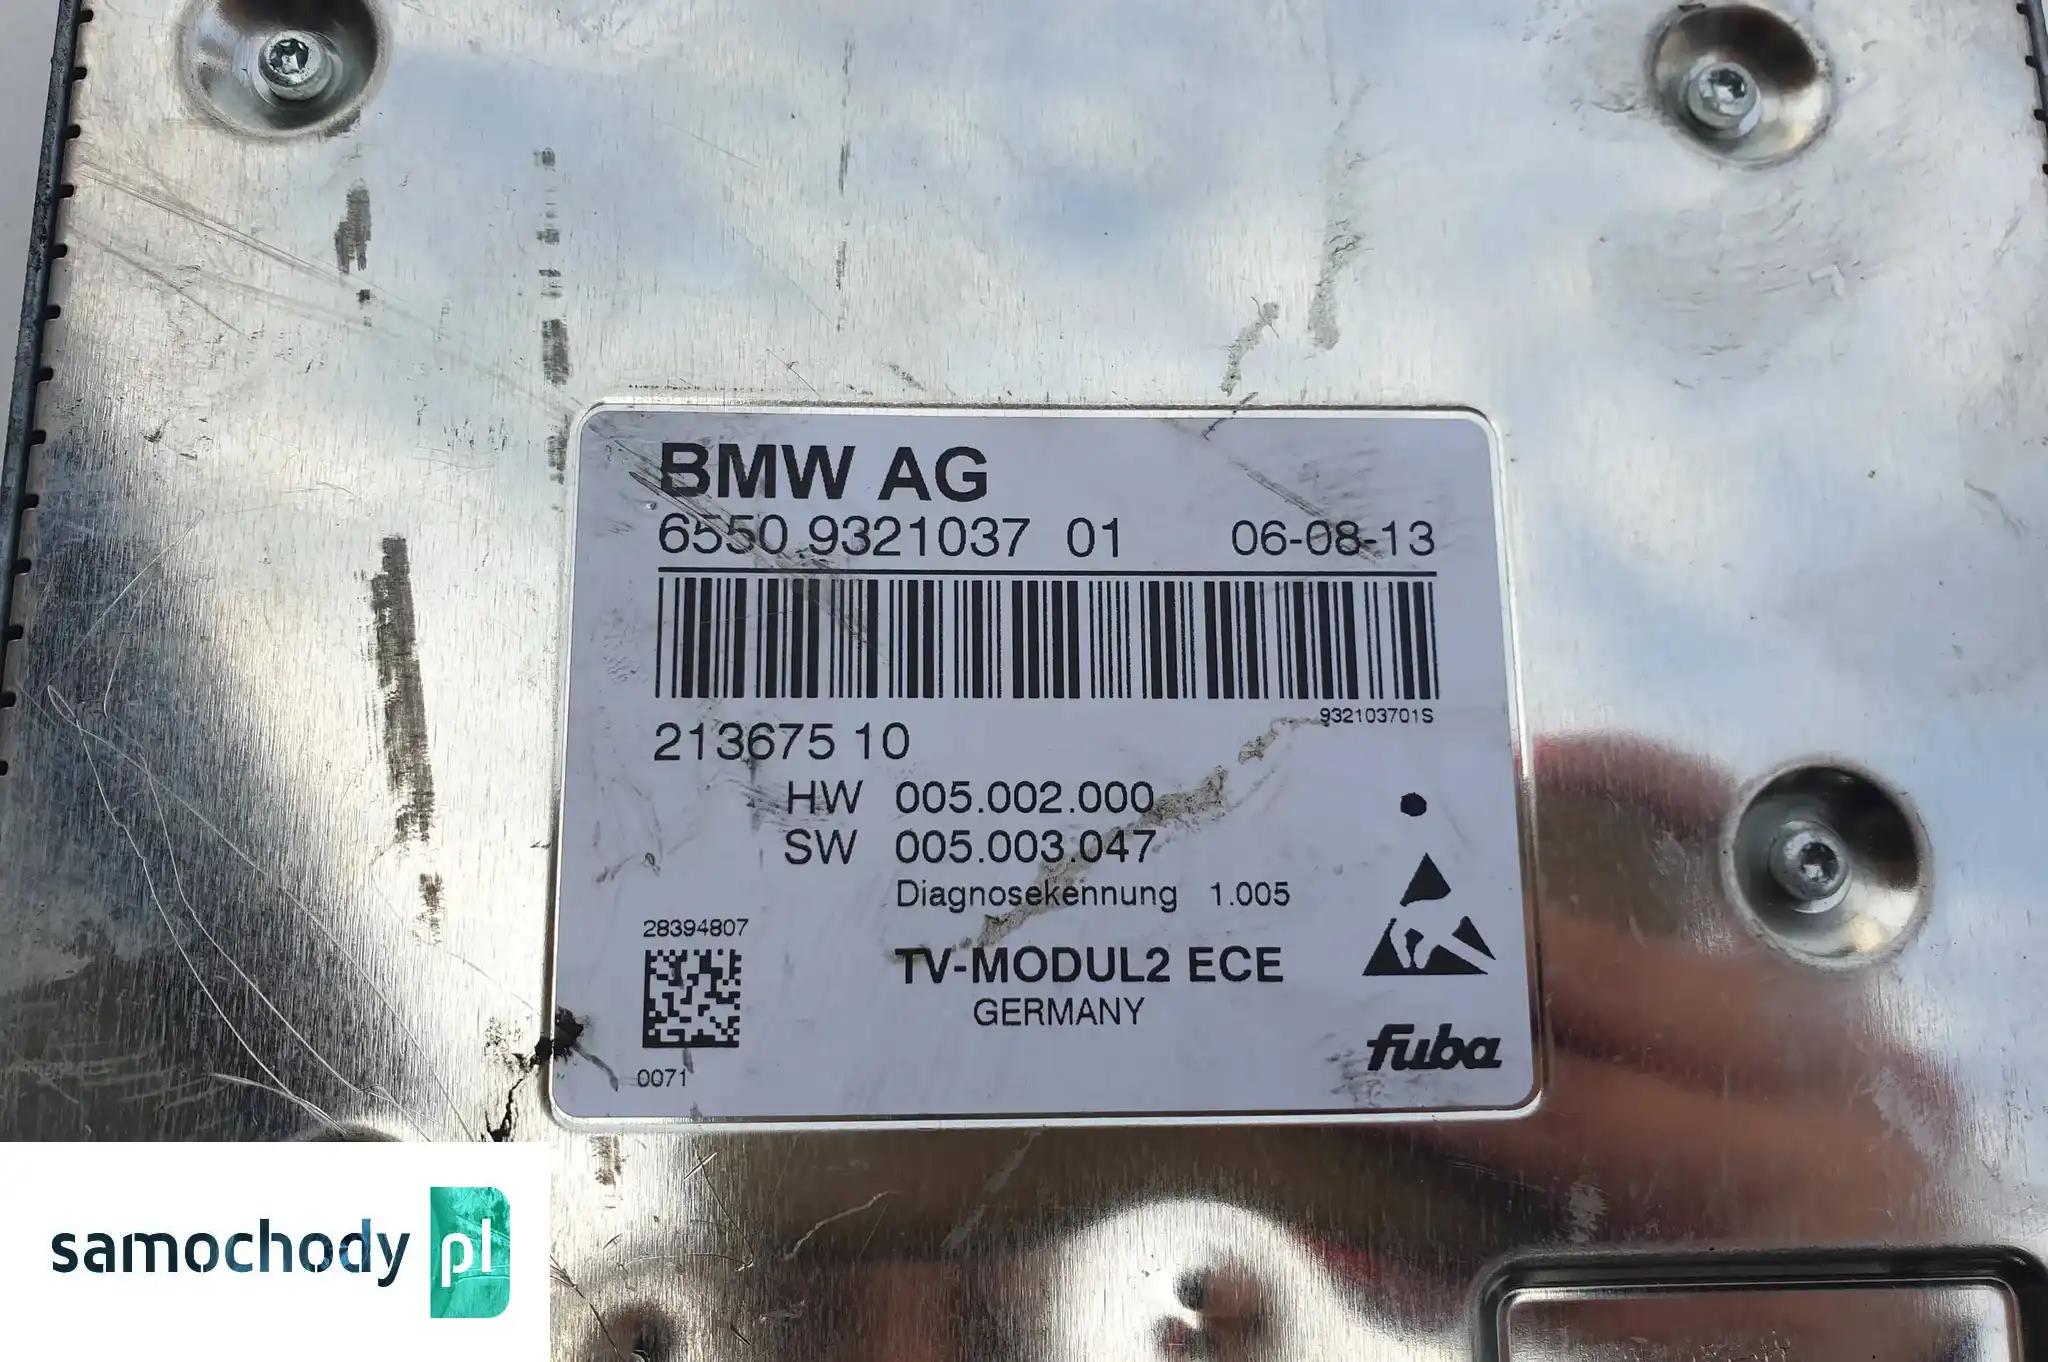 BMW AG
6550 9321037 01 06-08-13
932103701S
213675 10
HW 005.002.000
SW 005.003.047
Diagnosekennung 1.005
28394807
TV-MODUL2 ECE
GERMANY
fuba
0071
samochody pl